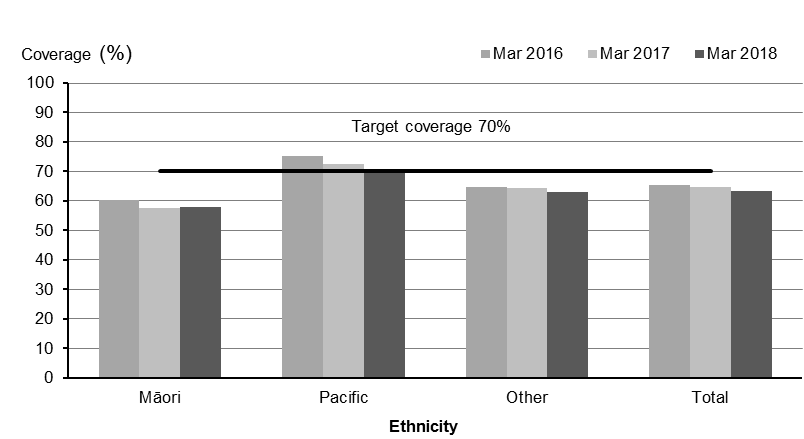 Coverage (%)
Mar 2016 Mar 2017 Mar 2018
100
90
80
70
60
50
40
30
20
10
0
Target coverage 70%
Māori Pacific Other Total
Ethnicity